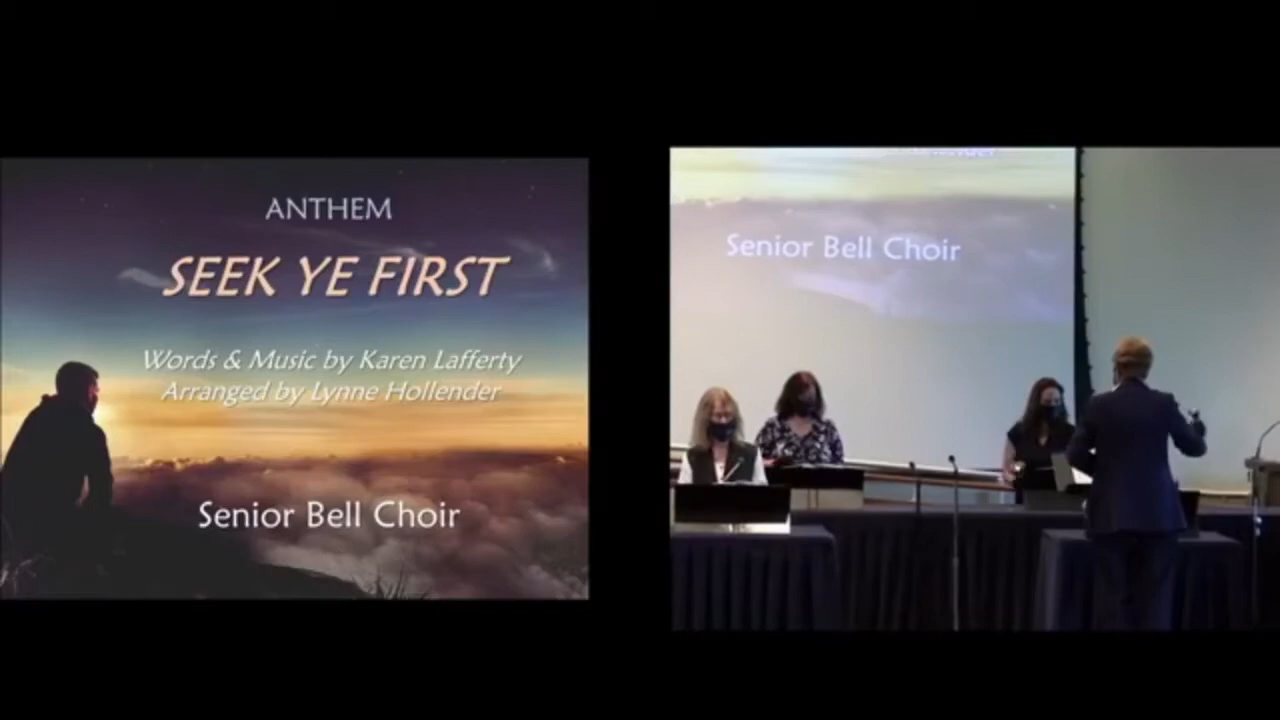 ANTHEM
SEEK YE FIRST
Words & Music by Karen Lafferty
Arranged by Lynne Hollender
Senior Bell Choir
Senior Bell Choir